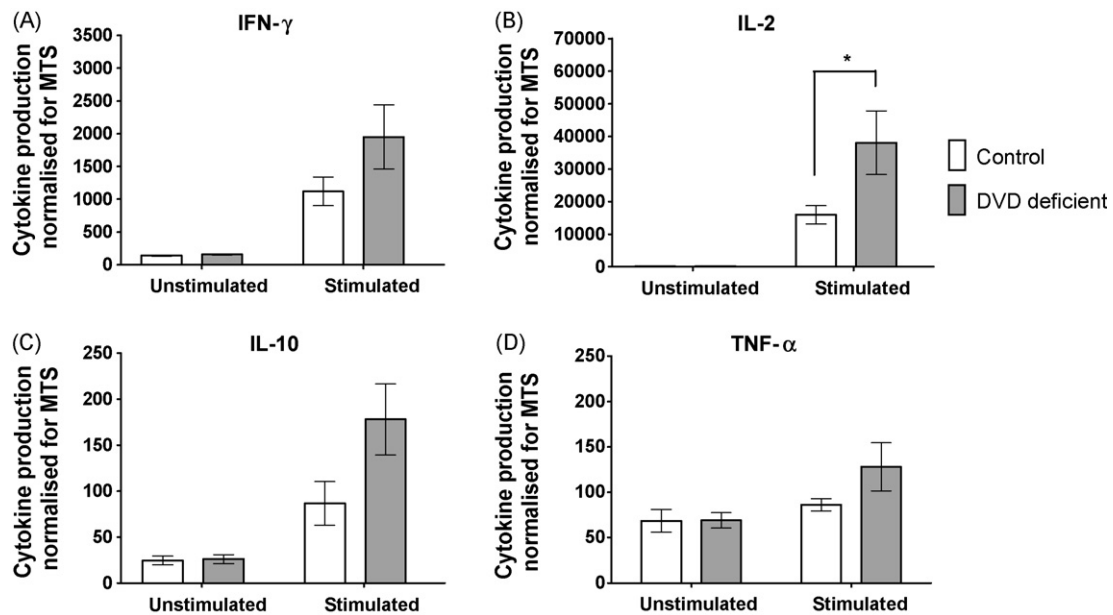 (A)
IFN-γ
Cytokine production
normalised for MTS
3500
3000
2500
2000
1500
1000
500
0
Unstimulated
Stimulated
(B)
IL-2
Cytokine production
normalised for MTS
70000
60000
50000
40000
30000
20000
10000
0
*
Unstimulated
Stimulated
Control
DVD deficient
(C)
IL-10
Cytokine production
normalised for MTS
250
200
150
100
50
0
Unstimulated
Stimulated
(D)
TNF-α
Cytokine production
normalised for MTS
250
200
150
100
50
0
Unstimulated
Stimulated